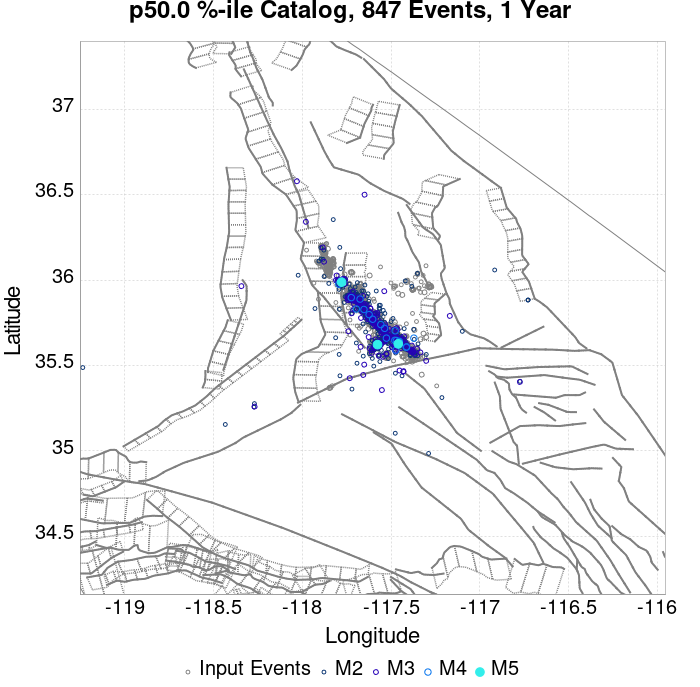 p50.0 %-ile Catalog, 847 Events, 1 Year
37
36.5
36
35.5
35
34.5
Latitude
-119
-118.5
-118
-117.5
-117
-116.5
-116
Longitude
Input Events
M2
M3
M4
M5